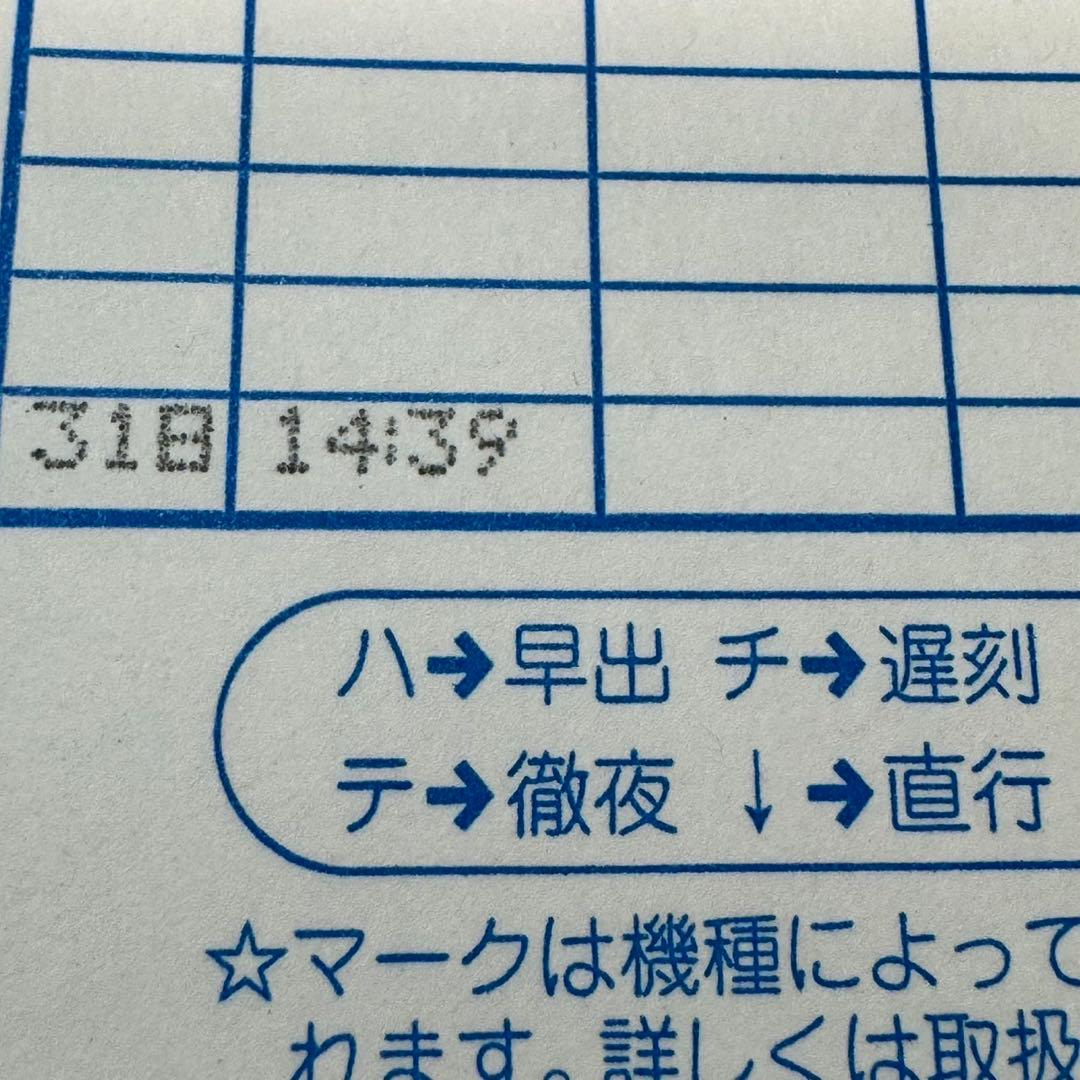 31日 14:39
ハ→早出 チ→遅刻
テ→徹夜 ↓→直行
☆マークは機種によって
れます。詳しくは取扱